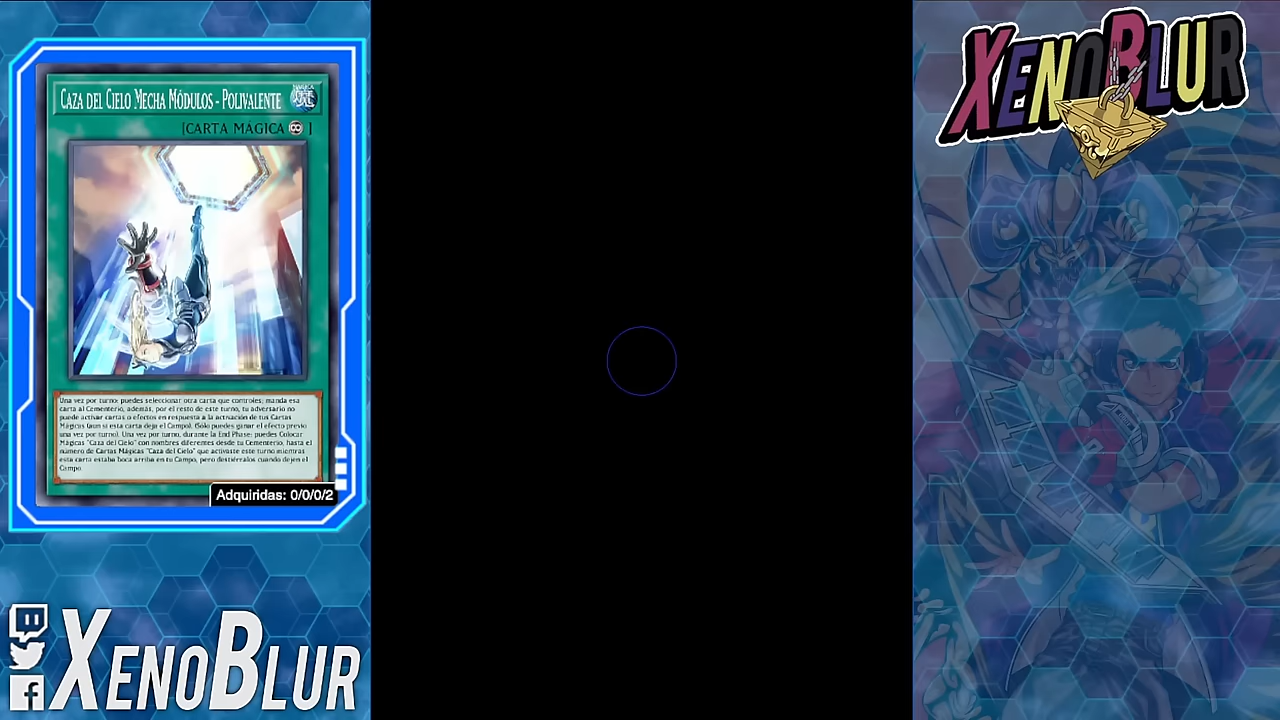 CAZA DEL CIELO MECHA MÓDULOS - POLIVALENTE
[CARTA MÁGICA ]
Una vez por turno: puedes seleccionar otra carta que controles; manda esa
carta al Cementerio, además, por el resto de este turno, tu adversario no
puede activar cartas o efectos en respuesta a la activación de tus Cartas
Mágicas (aun si esta carta deja el Campo). (Sólo puedes ganar el efecto previo
una vez por turno). Una vez por turno, durante la End Phase: puedes Colocar
Mágicas "Caza del Cielo" con nombres diferentes desde tu Cementerio, hasta el
número de Cartas Mágicas "Caza del Cielo" que activaste este turno mientras
esta carta estaba boca arriba en tu Campo, pero destiérralos cuando dejen el
Campo.
Adquiridas: 0/0/0/2
XENOBLUR
XENOBLUR